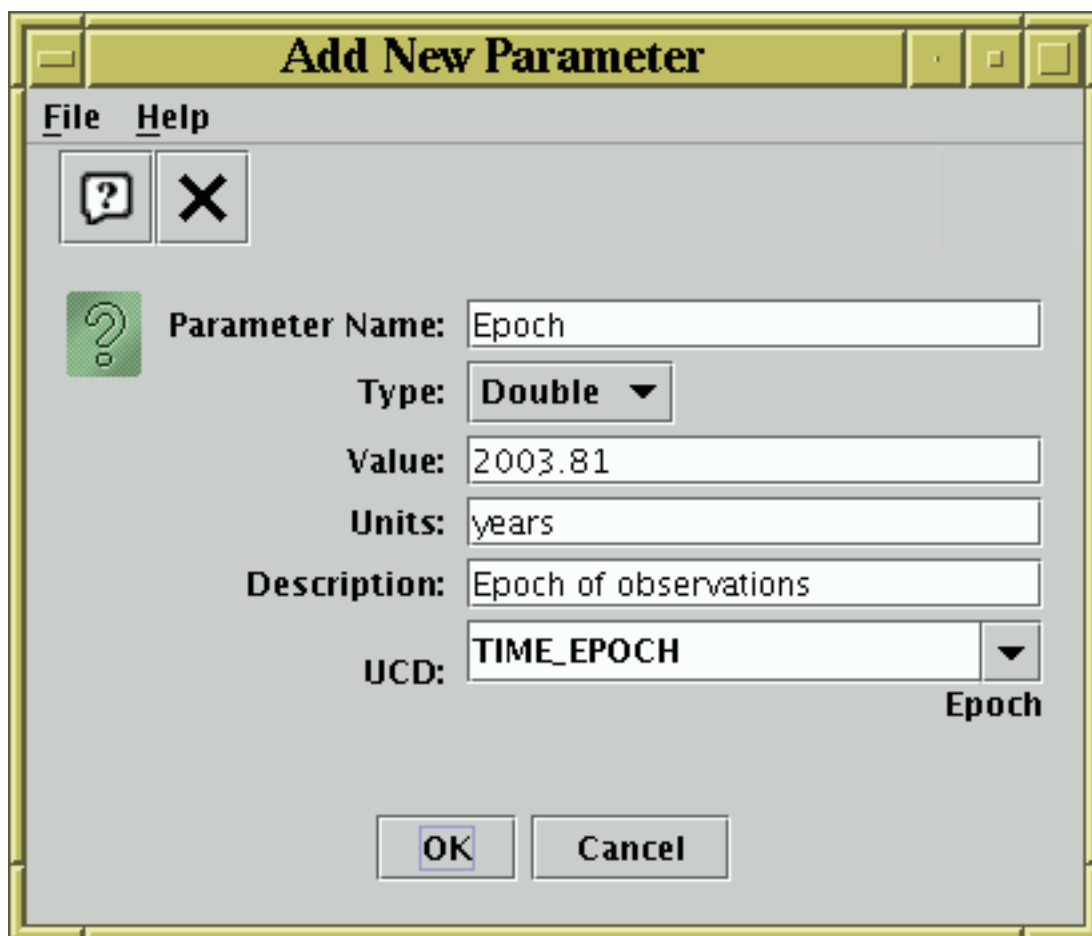 Add New Parameter
File Help
Parameter Name: Epoch
Type: Double
Value: 2003.81
Units: years
Description: Epoch of observations
UCD: TIME_EPOCH
Epoch
OK Cancel